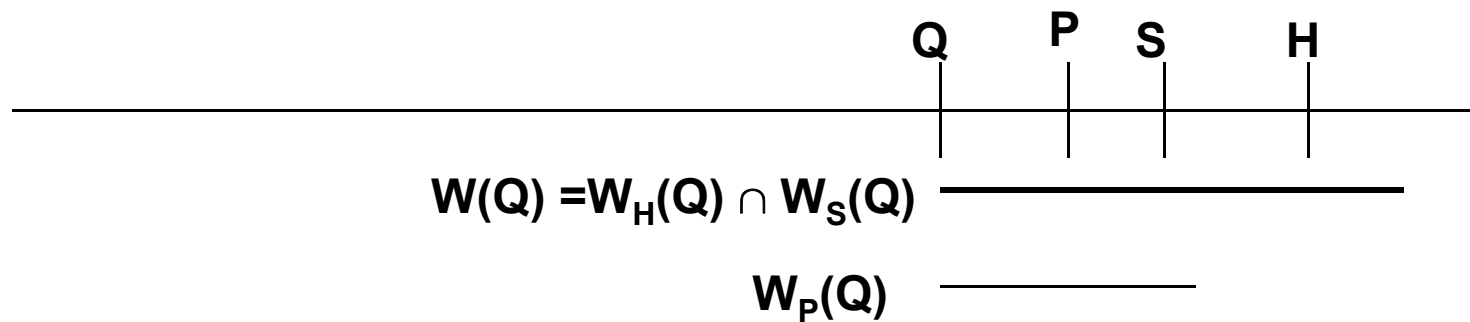 Q P S H
W(Q) =W_H(Q) ∩ W_S(Q)
W_P(Q)